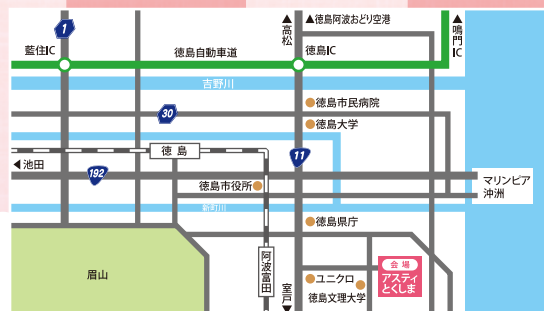 1
▲高松
▲徳島阿波おどり空港
▲鳴門IC
藍住IC
徳島自動車道
徳島IC
吉野川
30
徳島市民病院
徳島大学
徳島
11
◀池田
192
徳島市役所
マリンピア
沖洲
新町川
徳島県庁
眉山
阿波富田
会場
アスティ
とくしま
ユニクロ
徳島文理大学
室戸▼